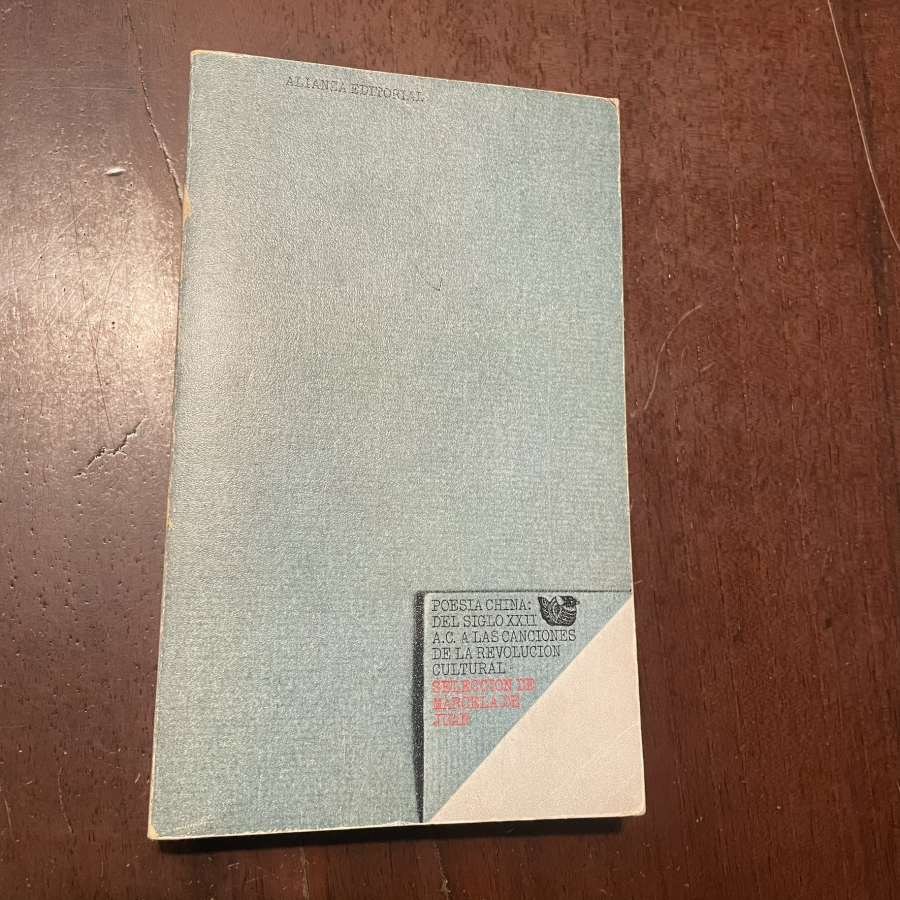 ALIANZA EDITORIAL
POESIA CHINA:
DEL SIGLO XXII
A.C. A LAS CANCIONES
DE LA REVOLUCION
CULTURAL
SELECCION DE
MARCELA DE
JUAN